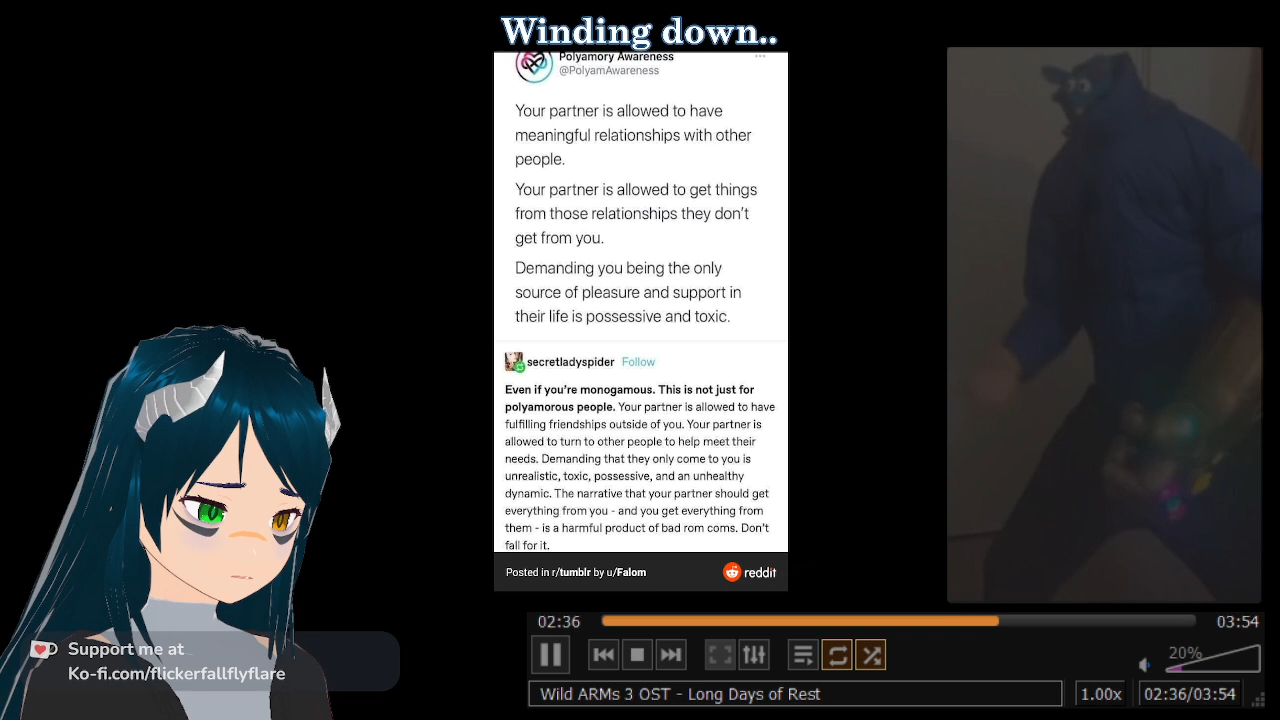 Winding down..
Polyamory Awareness
@PolyamAwareness
Your partner is allowed to have
meaningful relationships with other
people.
Your partner is allowed to get things
from those relationships they don't
get from you.
Demanding you being the only
source of pleasure and support in
their life is possessive and toxic.
secretladyspider Follow
Even if you're monogamous. This is not just for
polyamorous people. Your partner is allowed to have
fulfilling friendships outside of you. Your partner is
allowed to turn to other people to help meet their
needs. Demanding that they only come to you is
unrealistic, toxic, possessive, and an unhealthy
dynamic. The narrative that your partner should get
everything from you - and you get everything from
them - is a harmful product of bad rom coms. Don't
fall for it.
Posted in r/tumblr by u/Falom reddit
Support me at
Ko-fi.com/flickerfallflyflare
02:36 03:54
20%
Wild ARMs 3 OST - Long Days of Rest 1.00x 02:36/03:54